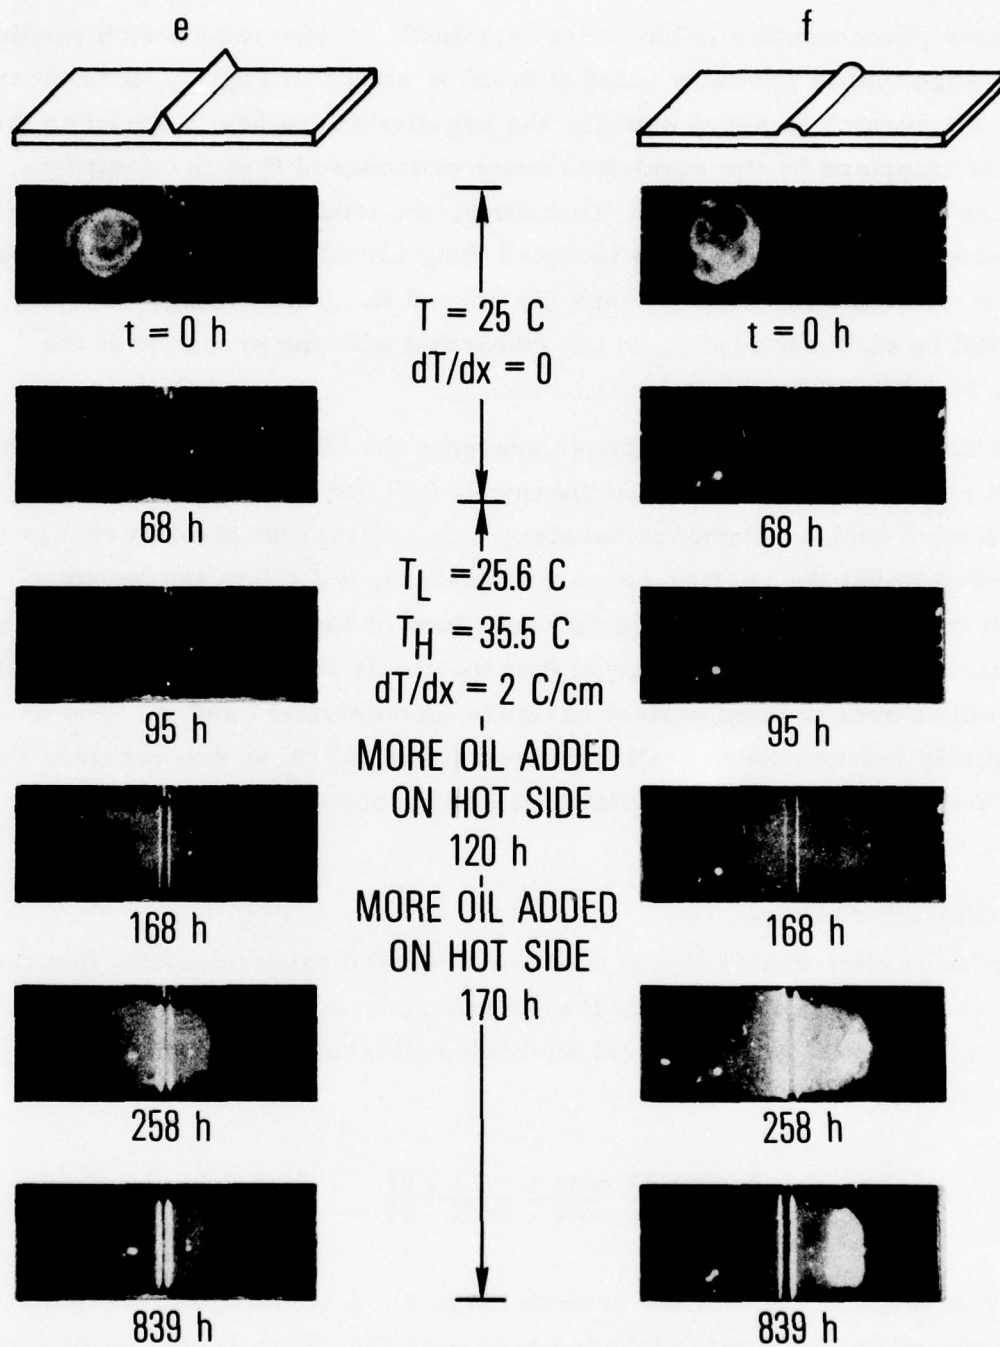 e
f
t = 0 h
T = 25 C
dT/dx = 0
t = 0 h
68 h
68 h
T_L = 25.6 C
T_H = 35.5 C
dT/dx = 2 C/cm
95 h
95 h
MORE OIL ADDED
ON HOT SIDE
120 h
168 h
168 h
MORE OIL ADDED
ON HOT SIDE
170 h
258 h
258 h
839 h
839 h